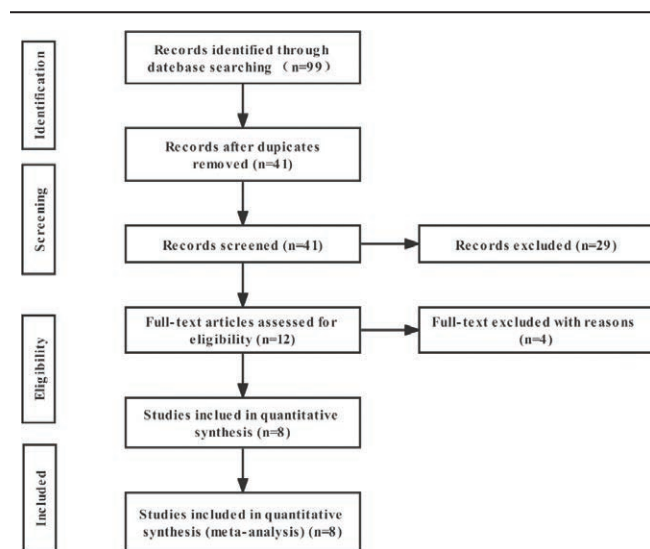 Identification
Records identified through
datebase searching （n=99）
Records after dupicates
removed (n=41)
Screening
Records screened (n=41)
Records excluded (n=29)
Eligibility
Full-text articles assessed for
eligibility (n=12)
Full-text excluded with reasons
(n=4)
Studies inclued in quantitative
synthesis (n=8)
Included
Studies included in quantitative
synthesis (meta-analysis) (n=8)